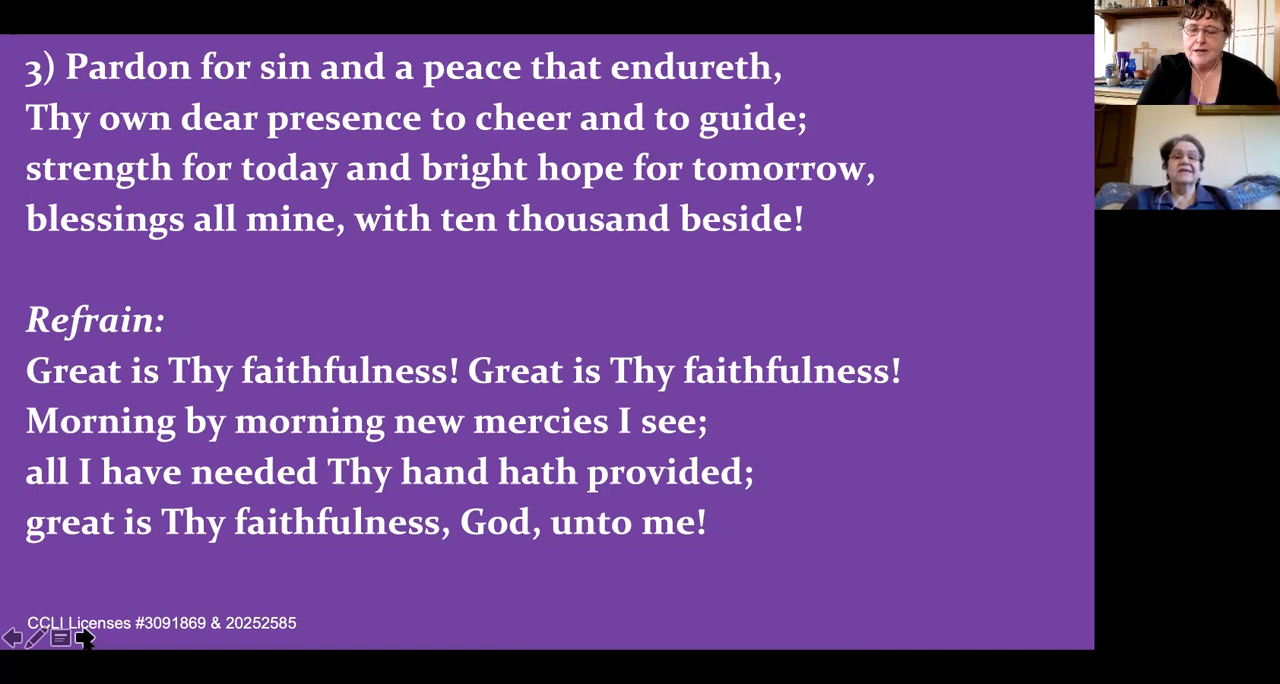 3) Pardon for sin and a peace that endureth,
Thy own dear presence to cheer and to guide;
strength for today and bright hope for tomorrow,
blessings all mine, with ten thousand beside!
Refrain:
Great is Thy faithfulness! Great is Thy faithfulness!
Morning by morning new mercies I see;
all I have needed Thy hand hath provided;
great is Thy faithfulness, God, unto me!
CCLI Licenses #3091869 & 20252585